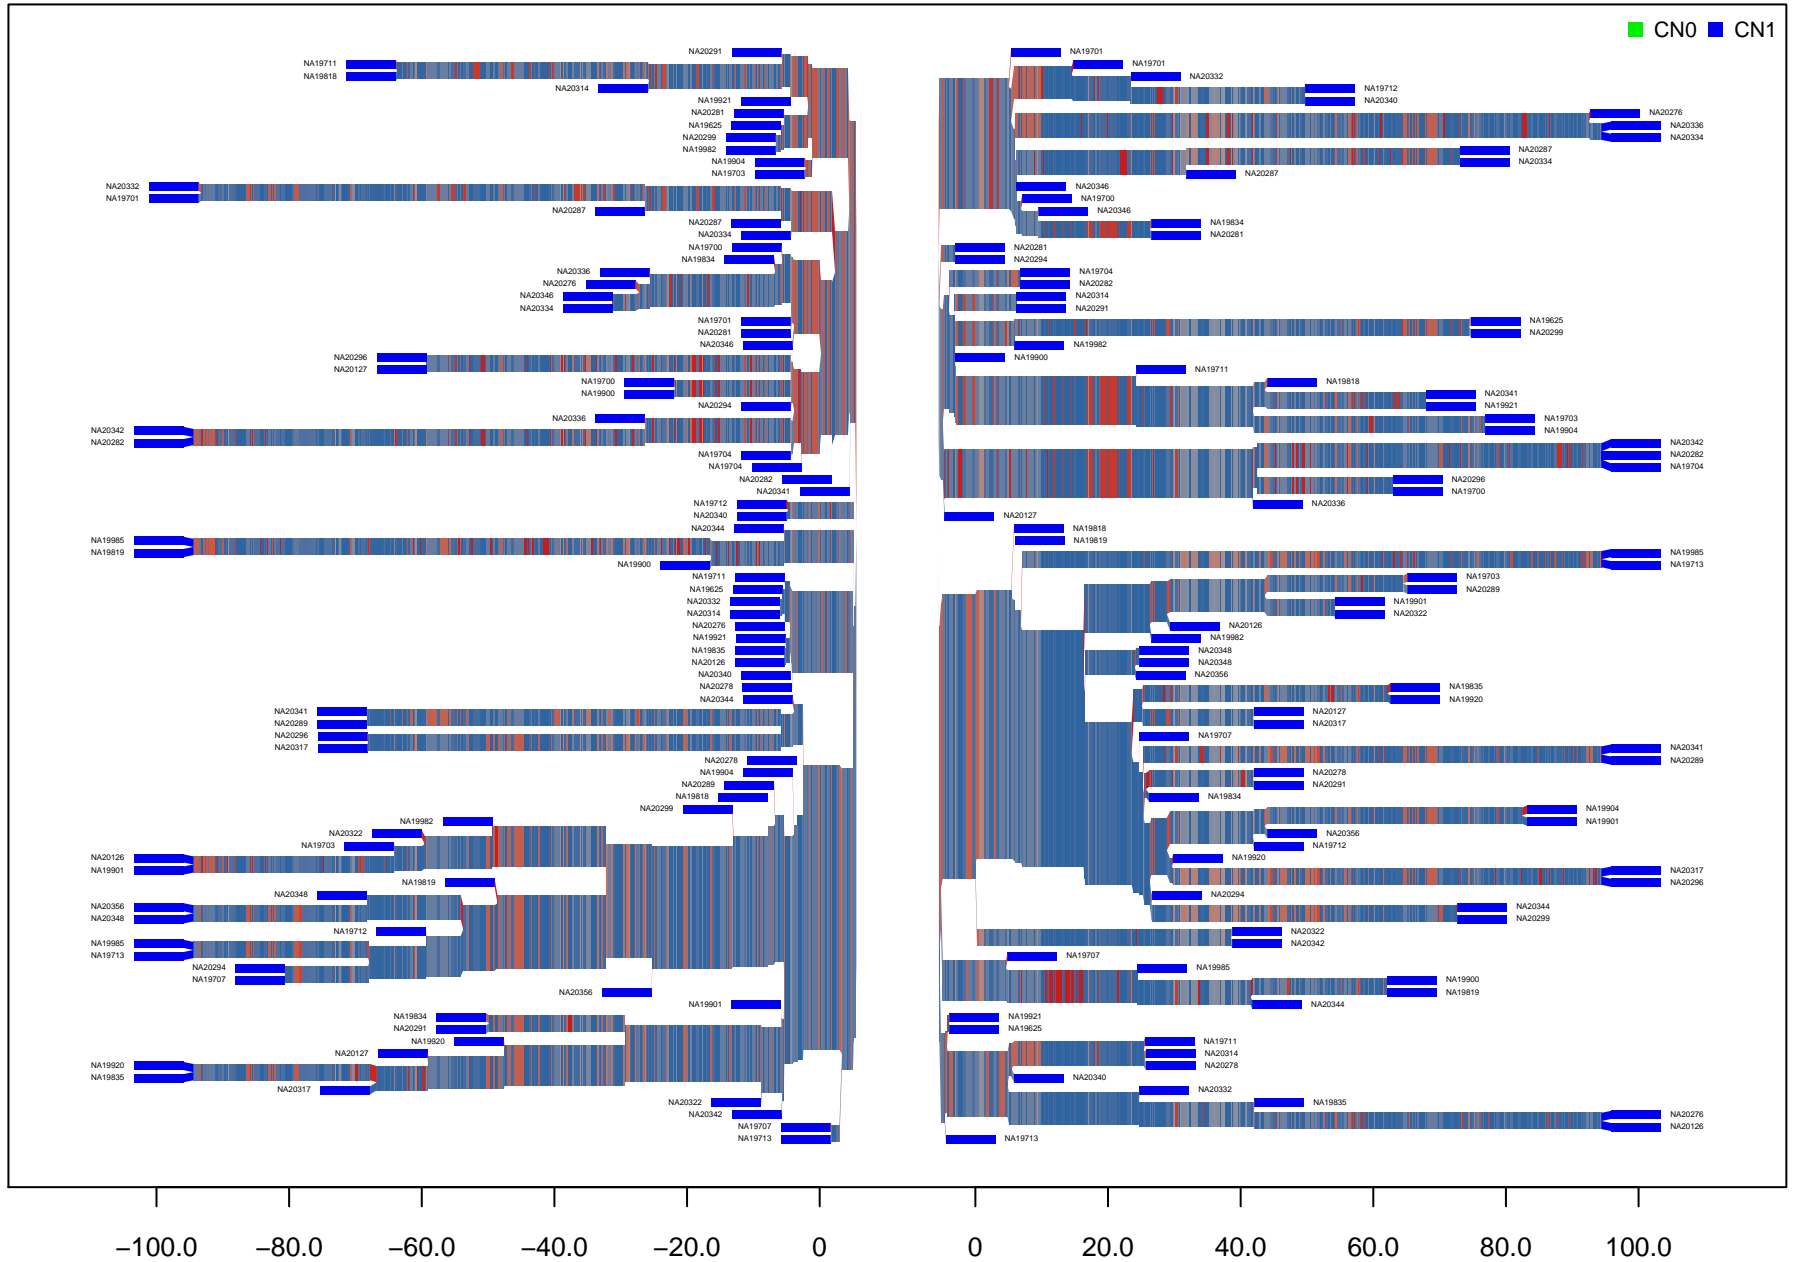 CN0 CN1
NA20291
NA19711
NA19818
NA20314
NA19921
NA20281
NA19625
NA20299
NA19982
NA19904
NA19703
NA20332
NA19701
NA20287
NA20287
NA20334
NA19700
NA19834
NA20336
NA20276
NA20346
NA20334
NA19701
NA20281
NA20346
NA20296
NA20127
NA19700
NA19900
NA20294
NA20336
NA20342
NA20282
NA19704
NA19704
NA20282
NA20341
NA19712
NA20340
NA20344
NA19985
NA19819
NA19900
NA19711
NA19625
NA20332
NA20314
NA20276
NA19921
NA19835
NA20126
NA20340
NA20278
NA20344
NA20341
NA20289
NA20296
NA20317
NA20278
NA19904
NA20289
NA19818
NA20299
NA19982
NA20322
NA19703
NA20126
NA19901
NA19819
NA20348
NA20356
NA20348
NA19712
NA19985
NA19713
NA20294
NA19707
NA20356
NA19901
NA19834
NA20291
NA19920
NA20127
NA19920
NA19835
NA20317
NA20322
NA20342
NA19707
NA19713
NA19701
NA19701
NA20332
NA19712
NA20340
NA20276
NA20336
NA20334
NA20287
NA20334
NA20287
NA20346
NA19700
NA20346
NA19834
NA20281
NA20281
NA20294
NA19704
NA20282
NA20314
NA20291
NA19625
NA20299
NA19982
NA19900
NA19711
NA19818
NA20341
NA19921
NA19703
NA19904
NA20342
NA20282
NA19704
NA20296
NA19700
NA20336
NA20127
NA19818
NA19819
NA19985
NA19713
NA19703
NA20289
NA19901
NA20322
NA20126
NA19982
NA20348
NA20348
NA20356
NA19835
NA19920
NA20127
NA20317
NA19707
NA20341
NA20289
NA20278
NA20291
NA19834
NA19904
NA19901
NA20356
NA19712
NA19920
NA20317
NA20296
NA20294
NA20344
NA20299
NA20322
NA20342
NA19707
NA19985
NA19900
NA19819
NA20344
NA19921
NA19625
NA19711
NA20314
NA20278
NA20340
NA20332
NA19835
NA20276
NA20126
NA19713
−100.0 −80.0 −60.0 −40.0 −20.0 0 0 20.0 40.0 60.0 80.0 100.0